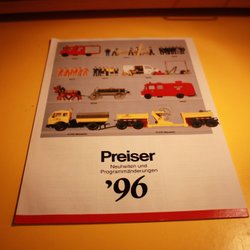 Preiser
Neuheiten und
Programmänderungen
'96